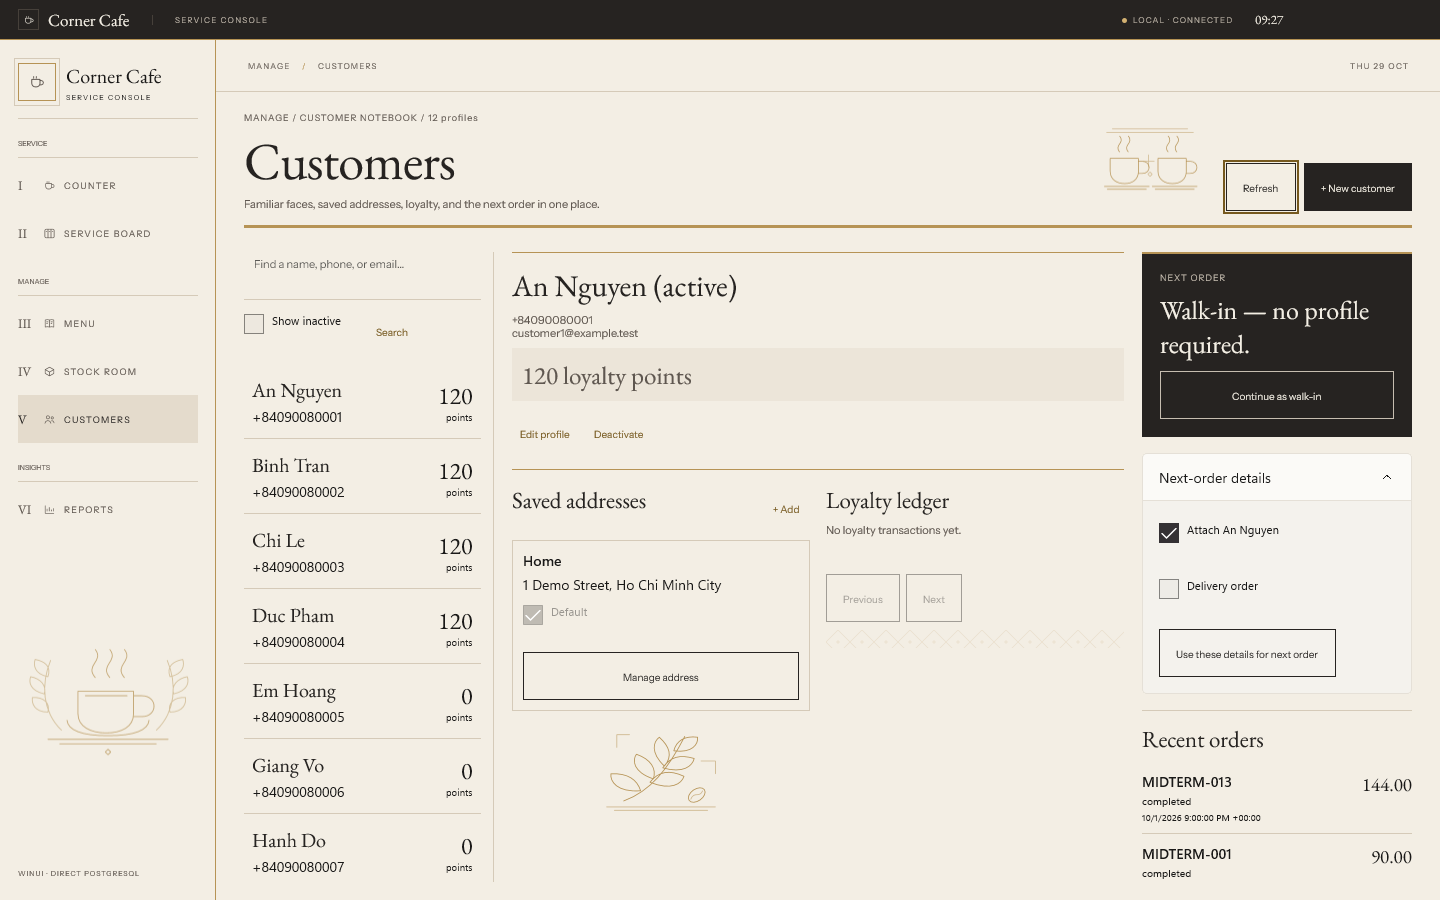 Corner Cafe
SERVICE CONSOLE
LOCAL · CONNECTED
09:27
Corner Cafe
SERVICE CONSOLE
SERVICE
I COUNTER
II SERVICE BOARD
MANAGE
III MENU
IV STOCK ROOM
V CUSTOMERS
INSIGHTS
VI REPORTS
WINUI · DIRECT POSTGRESQL
MANAGE / CUSTOMERS
THU 29 OCT
MANAGE / CUSTOMER NOTEBOOK / 12 profiles
Customers
Familiar faces, saved addresses, loyalty, and the next order in one place.
Refresh
+ New customer
Find a name, phone, or email...
Show inactive
Search
An Nguyen
120
+84090080001
points
Binh Tran
120
+84090080002
points
Chi Le
120
+84090080003
points
Duc Pham
120
+84090080004
points
Em Hoang
0
+84090080005
points
Giang Vo
0
+84090080006
points
Hanh Do
0
+84090080007
points
An Nguyen (active)
+84090080001
customer1@example.test
120 loyalty points
Edit profile
Deactivate
Saved addresses
+ Add
Home
1 Demo Street, Ho Chi Minh City
Default
Manage address
Loyalty ledger
No loyalty transactions yet.
Previous
Next
NEXT ORDER
Walk-in — no profile
required.
Continue as walk-in
Next-order details
Attach An Nguyen
Delivery order
Use these details for next order
Recent orders
MIDTERM-013
144.00
completed
10/1/2026 9:00:00 PM +00:00
MIDTERM-001
90.00
completed